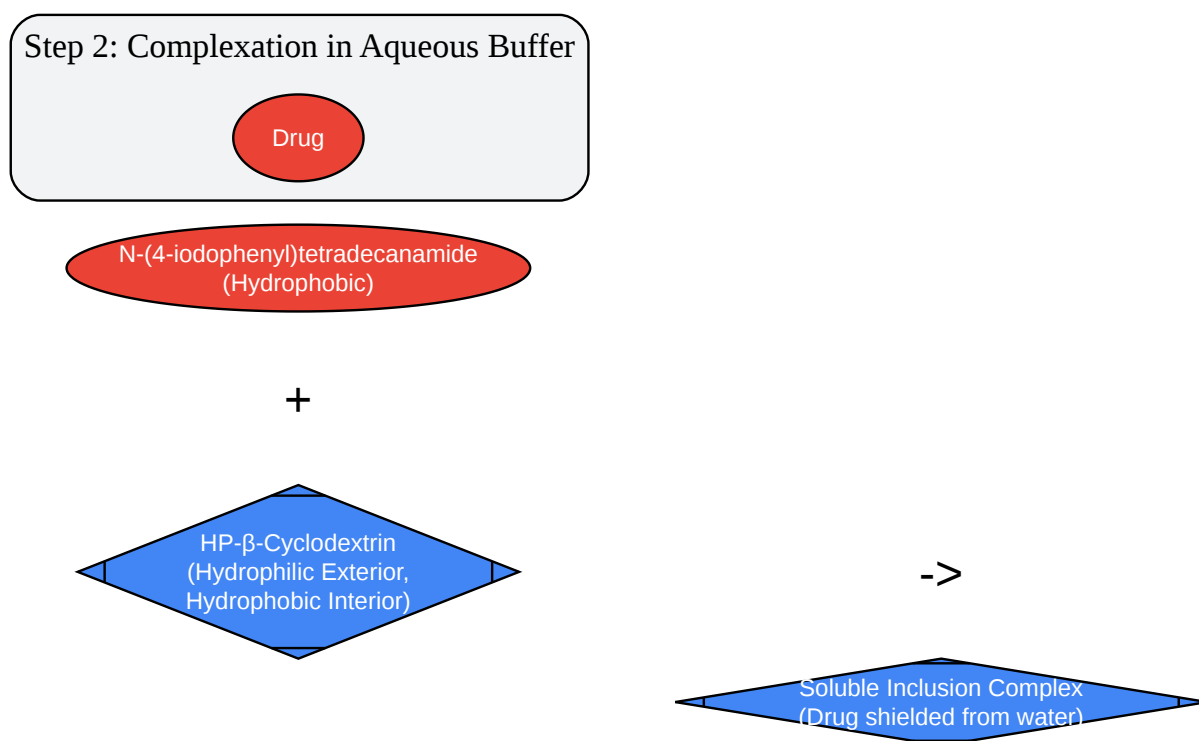 Step 2: Complexation in Aqueous Buffer
Drug
N-(4-iodophenyl)tetradecanamide
(Hydrophobic)
+
HP-β-Cyclodextrin
(Hydrophilic Exterior,
Hydrophobic Interior)
->
Soluble Inclusion Complex
(Drug shielded from water)